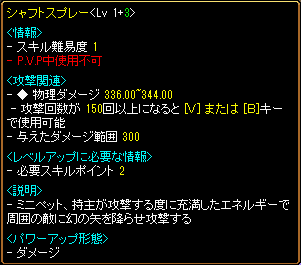 シャフトスプレー<Lv 1+3>
<情報>
- スキル難易度 1
- P.V.P中使用不可
<攻撃関連>
- ◆ 物理ダメージ 336.00~344.00
- 攻撃回数が 150回以上になると [V] または [B]キー
で使用可能
- 与えたダメージ範囲 300
<レベルアップに必要な情報>
- 必要スキルポイント 2
<説明>
- ミニペット、持主が攻撃する度に充満したエネルギーで
周囲の敵に幻の矢を降らせ攻撃する
<パワーアップ形態>
- ダメージ